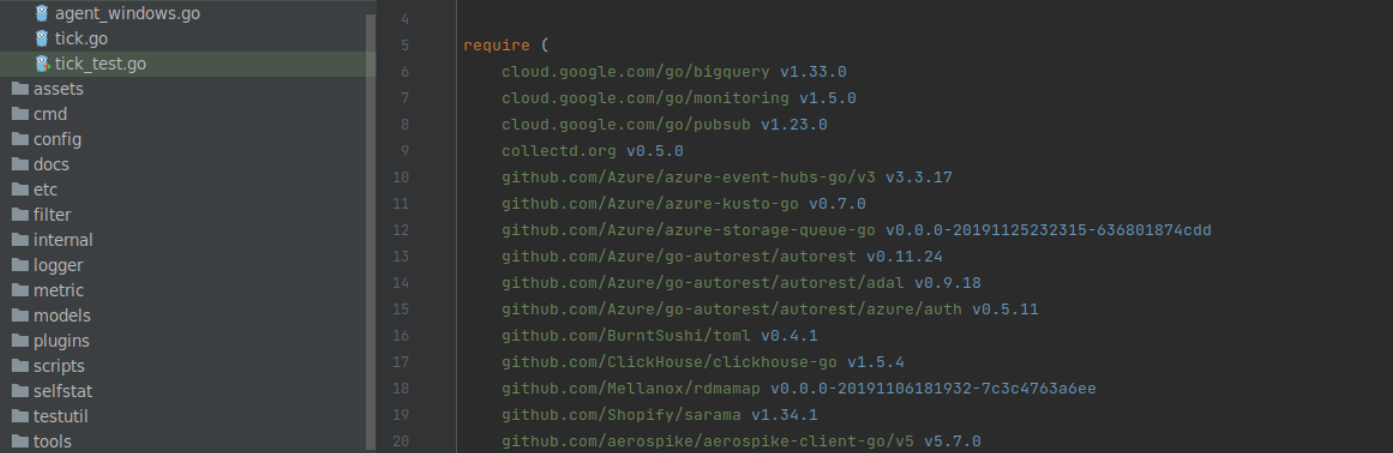 agent_windows.go
tick.go
tick_test.go
assets
cmd
config
docs
etc
filter
internal
logger
metric
models
plugins
scripts
selfstat
testutil
tools
4
5 require (
6 cloud.google.com/go/bigquery v1.33.0
7 cloud.google.com/go/monitoring v1.5.0
8 cloud.google.com/go/pubsub v1.23.0
9 collectd.org v0.5.0
10 github.com/Azure/azure-event-hubs-go/v3 v3.3.17
11 github.com/Azure/azure-kusto-go v0.7.0
12 github.com/Azure/azure-storage-queue-go v0.0.0-20191125232315-636801874cdd
13 github.com/Azure/go-autorest/autorest v0.11.24
14 github.com/Azure/go-autorest/autorest/adal v0.9.18
15 github.com/Azure/go-autorest/autorest/azure/auth v0.5.11
16 github.com/BurntSushi/toml v0.4.1
17 github.com/ClickHouse/clickhouse-go v1.5.4
18 github.com/Mellanox/rdmamap v0.0.0-20191106181932-7c3c4763a6ee
19 github.com/Shopify/sarama v1.34.1
20 github.com/aerospike/aerospike-client-go/v5 v5.7.0